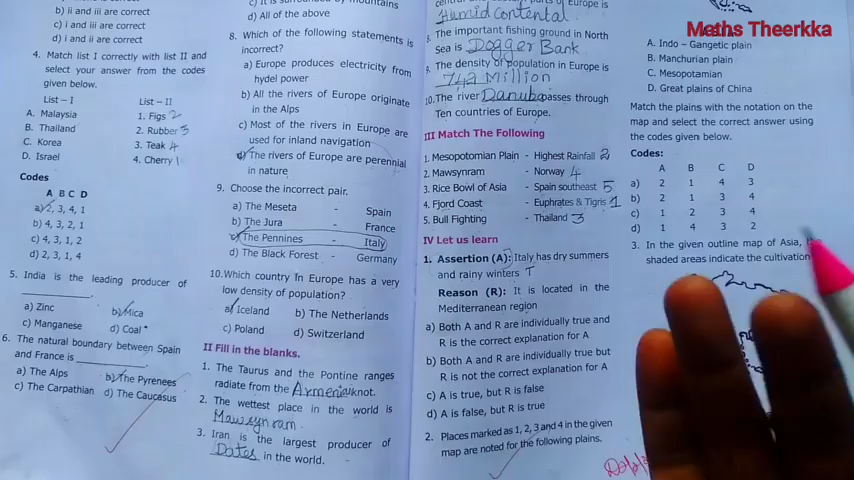 b) ii and iii are correct
c) i and iii are correct
d) i and ii are correct
4. Match list I correctly with list II and
select your answer from the codes
given below.
List – I List – II
A. Malaysia 1. Figs 2
B. Thailand 2. Rubber 3
C. Korea 3. Teak 4
D. Israel 4. Cherry 1
Codes
A B C D
a) 2, 3, 4, 1
b) 4, 3, 2, 1
c) 4, 3, 1, 2
d) 2, 3, 1, 4
5. India is the leading producer of
____________.
a) Zinc b) Mica
c) Manganese d) Coal
6. The natural boundary between Spain
and France is ____________
a) The Alps b) The Pyrenees
c) The Carpathian d) The Caucasus
c) It is surrounded by mountains
d) All of the above
8. Which of the following statements is
incorrect?
a) Europe produces electricity from
hydel power
b) All the rivers of Europe originate
in the Alps
c) Most of the rivers in Europe are
used for inland navigation
d) The rivers of Europe are perennial
in nature
9. Choose the incorrect pair.
a) The Meseta - Spain
b) The Jura - France
c) The Pennines - Italy
d) The Black Forest - Germany
10. Which country in Europe has a very
low density of population?
a) Iceland b) The Netherlands
c) Poland d) Switzerland
II Fill in the blanks.
1. The Taurus and the Pontine ranges
radiate from the Armenia knot.
2. The wettest place in the world is
Mawsynram
3. Iran is the largest producer of
Dates in the world.
parts of Europe is
Humid contental
The important fishing ground in North
Sea is Dogger Bank
9. The density of population in Europe is
742 Million
10. The river Danube passes through
Ten countries of Europe.
III Match The Following
1. Mesopotomian Plain - Highest Rainfall 2
2. Mawsynram - Norway 4
3. Rice Bowl of Asia - Spain southeast 5
4. Fjord Coast - Euphrates & Tigris 1
5. Bull Fighting - Thailand 3
IV Let us learn
1. Assertion (A): Italy has dry summers
and rainy winters T
Reason (R): It is located in the
Mediterranean region
a) Both A and R are individually true and
R is the correct explanation for A
b) Both A and R are individually true but
R is not the correct explanation for A
c) A is true, but R is false
d) A is false, but R is true
2. Places marked as 1, 2, 3 and 4 in the given
map are noted for the following plains.
Maths Theerkka
A. Indo – Gangetic plain
B. Manchurian plain
C. Mesopotamian
D. Great plains of China
Match the plains with the notation on the
map and select the correct answer using
the codes given below.
Codes:
A B C D
a) 2 1 4 3
b) 2 1 3 4
c) 1 2 3 4
d) 1 4 3 2
3. In the given outline map of Asia,
shaded areas indicate the cultivation